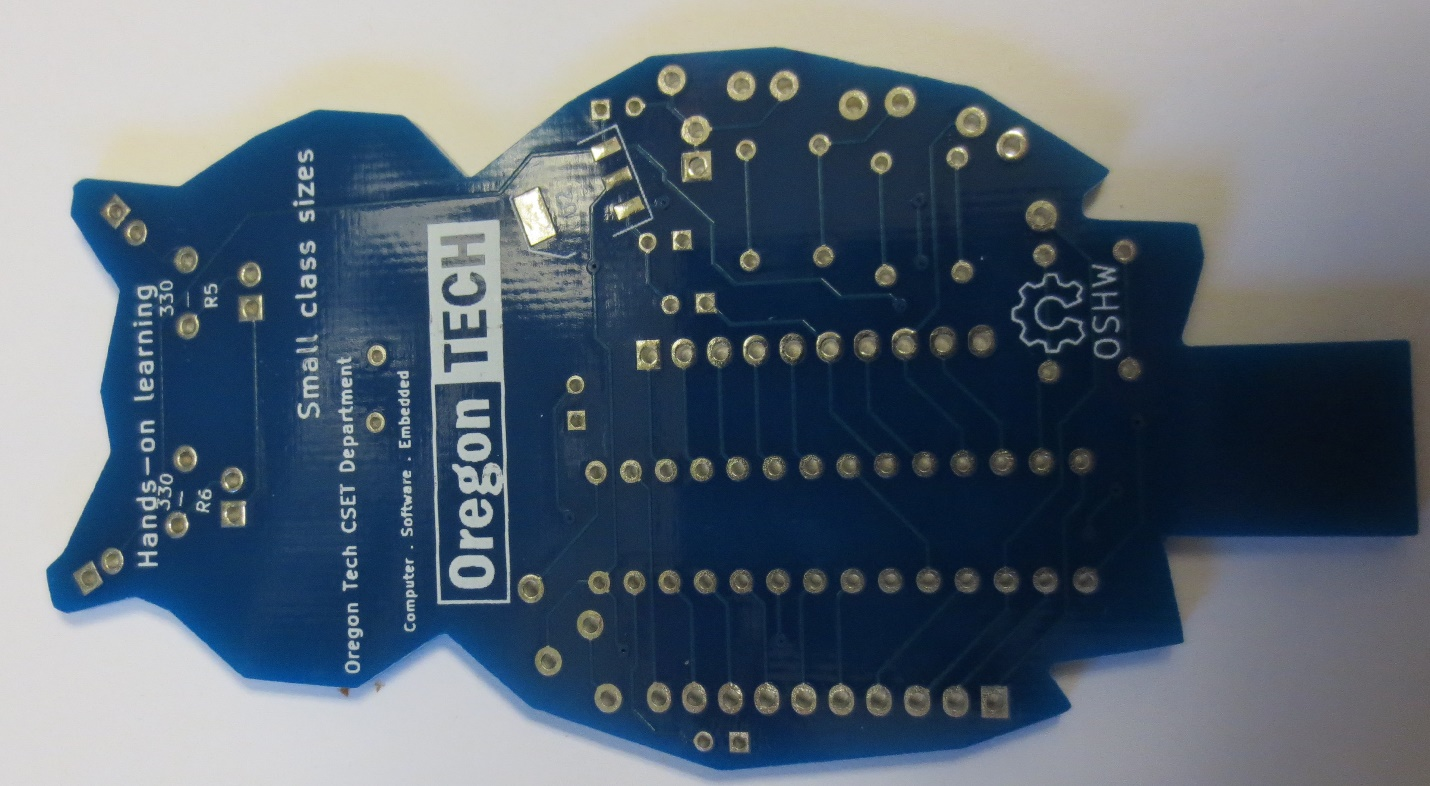 Hands-on learning
330
R5
330
R6
Small class sizes
Oregon Tech CSET Department
Computer . Software . Embedded
Oregon TECH
U2
OSHW